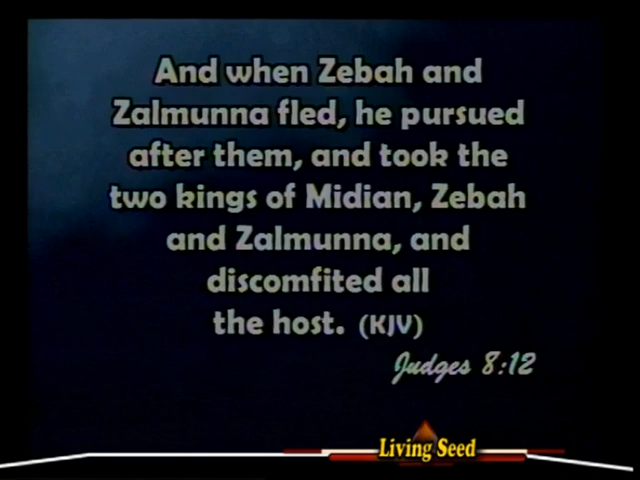 And when Zebah and
Zalmunna fled, he pursued
after them, and took the
two kings of Midian, Zebah
and Zalmunna, and
discomfited all
the host. (KJV)
Judges 8:12
Living Seed